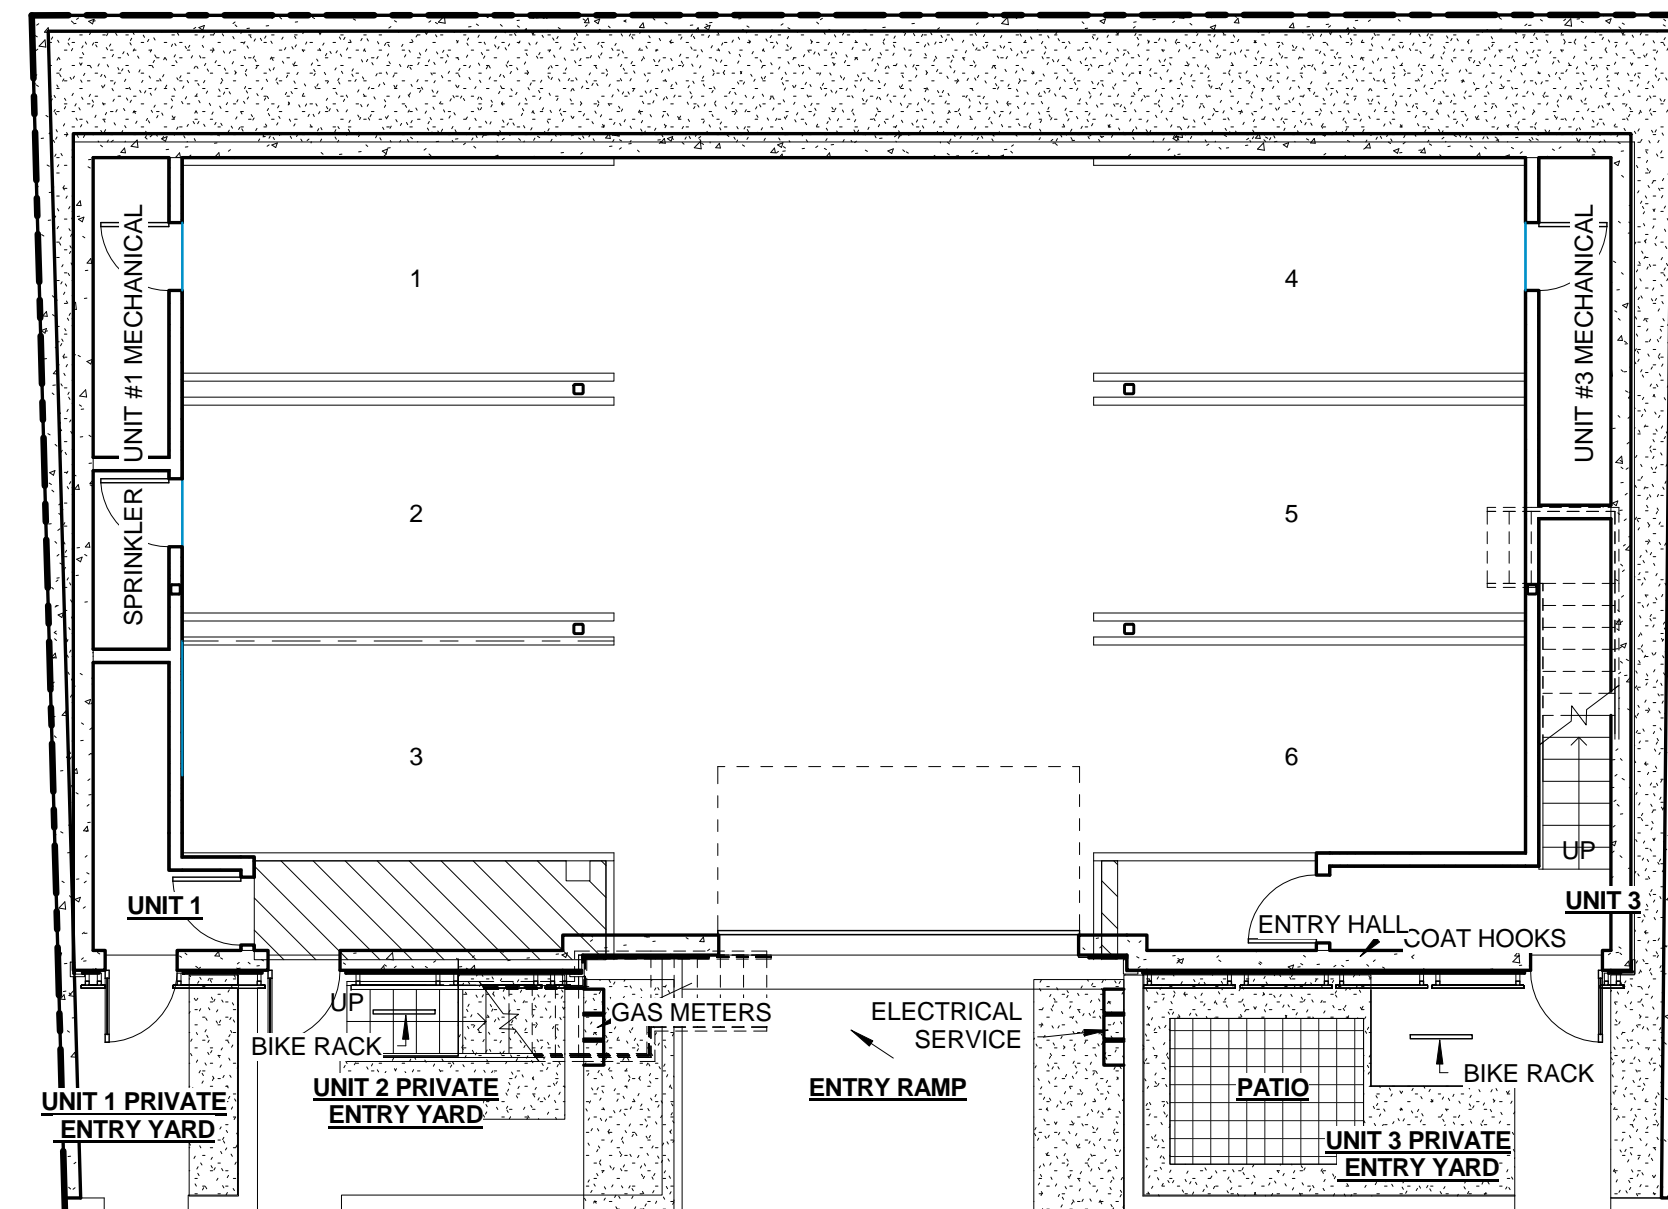 UNIT #1 MECHANICAL
UNIT #3 MECHANICAL
1
4
SPRINKLER
2
5
3
6
UP
UNIT 1
UNIT 3
ENTRY HALL
COAT HOOKS
UP
GAS METERS
ELECTRICAL
SERVICE
BIKE RACK
BIKE RACK
UNIT 1 PRIVATE
ENTRY YARD
UNIT 2 PRIVATE
ENTRY YARD
ENTRY RAMP
PATIO
UNIT 3 PRIVATE
ENTRY YARD